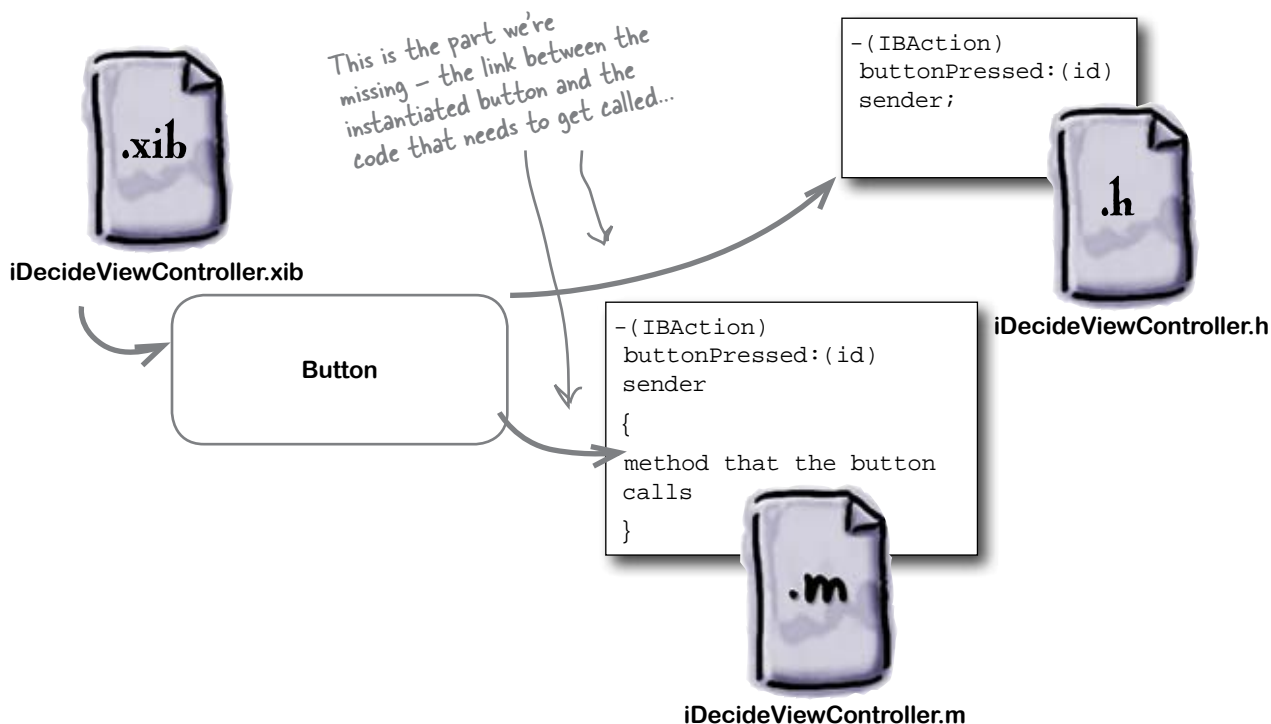 This is the part we're
missing – the link between the
instantiated button and the
code that needs to get called...
.xib
iDecideViewController.xib
Button
-(IBAction)
buttonPressed:(id)
sender;
.h
iDecideViewController.h
-(IBAction)
buttonPressed:(id)
sender
{
method that the button
calls
}
.m
iDecideViewController.m